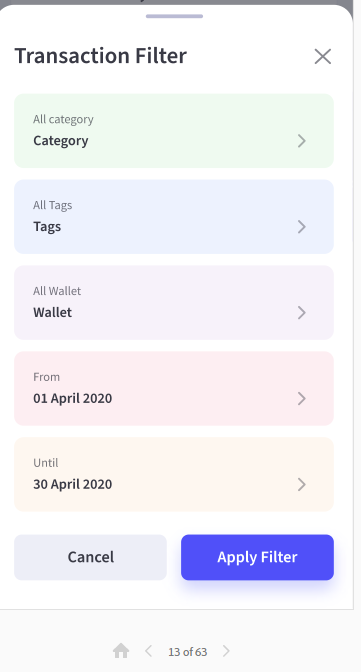 Transaction Filter
All category
Category
All Tags
Tags
All Wallet
Wallet
From
01 April 2020
Until
30 April 2020
Cancel
Apply Filter
13 of 63